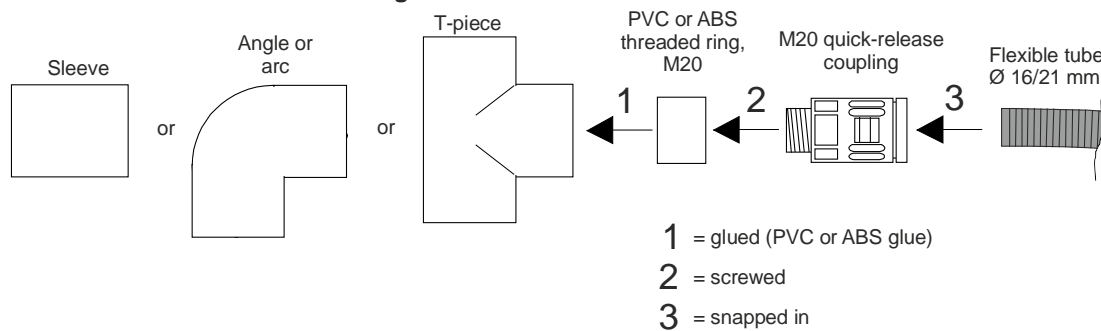 T-piece
PVC or ABS
threaded ring,
M20
M20 quick-release
coupling
Flexible tube
Ø 16/21 mm
Angle or
arc
Sleeve
or
or
1
2
3
1 = glued (PVC or ABS glue)
2 = screwed
3 = snapped in